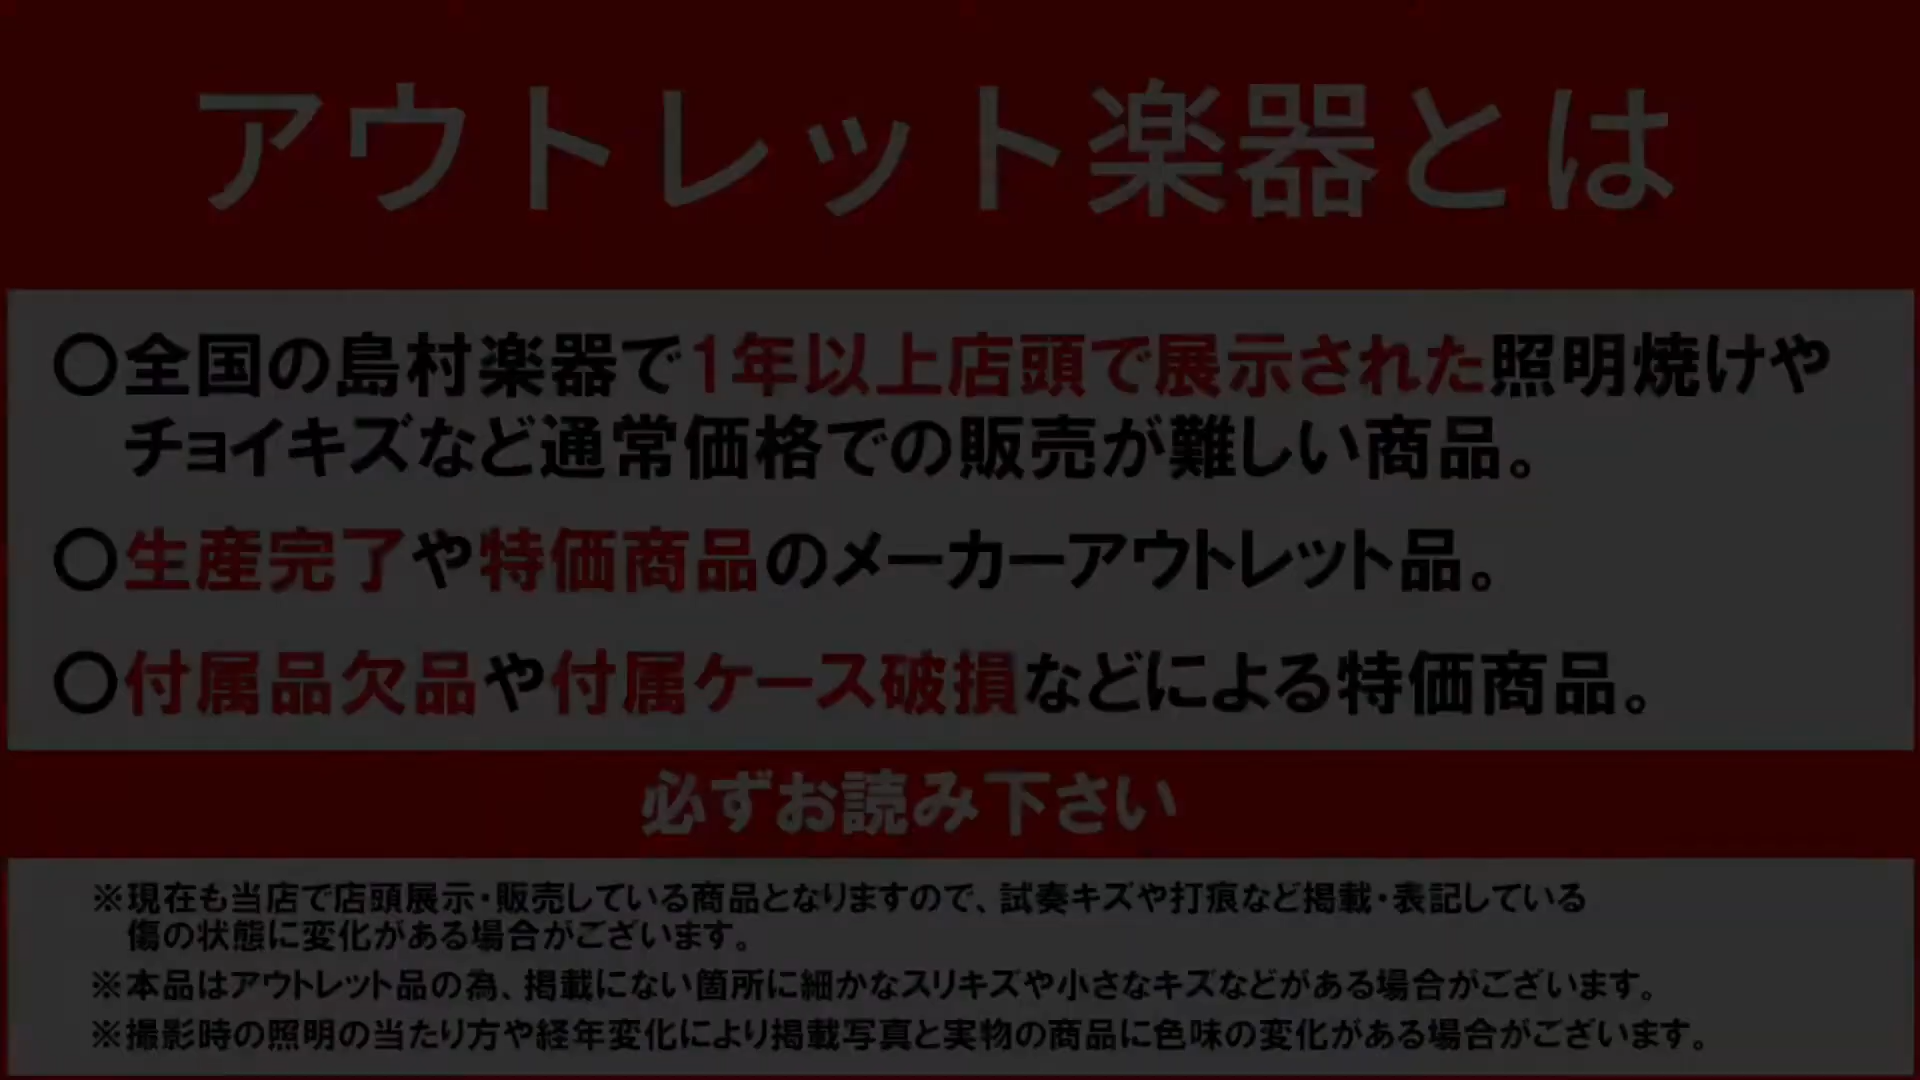 アウトレット楽器とは
○全国の島村楽器で1年以上店頭で展示された照明焼けや
チョイキズなど通常価格での販売が難しい商品。
○生産完了や特価商品のメーカーアウトレット品。
○付属品欠品や付属ケース破損などによる特価商品。
必ずお読み下さい
※現在も当店で店頭展示・販売している商品となりますので、試奏キズや打痕など掲載・表記している
傷の状態に変化がある場合がございます。
※本品はアウトレット品の為、掲載にない箇所に細かなスリキズや小さなキズなどがある場合がございます。
※撮影時の照明の当たり方や経年変化により掲載写真と実物の商品に色味の変化がある場合がございます。